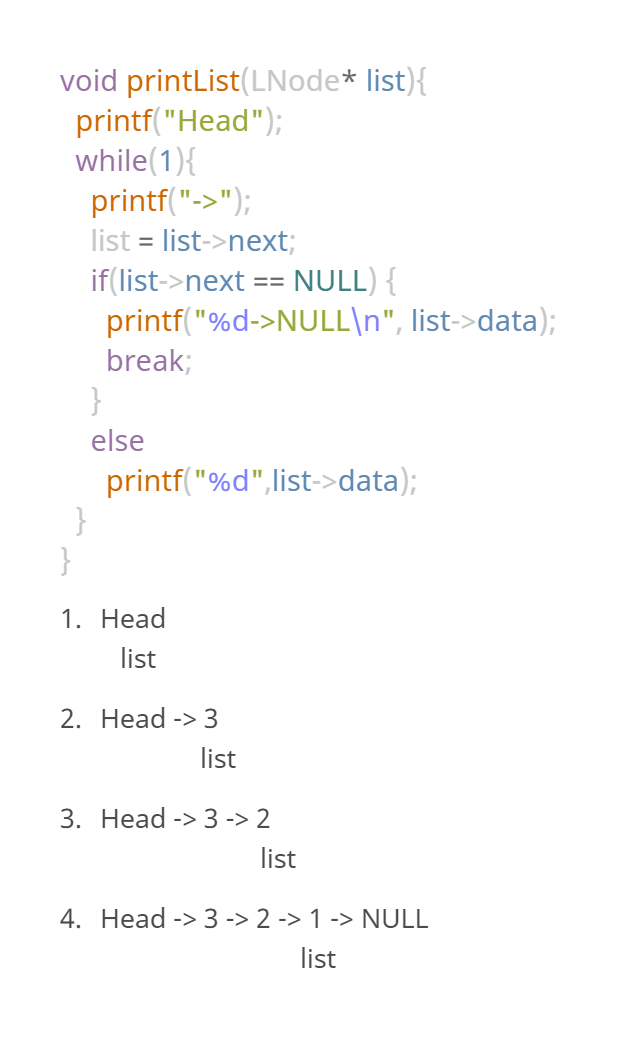 void printList(LNode* list){
printf("Head");
while(1){
printf("->");
list = list->next;
if(list->next == NULL) {
printf("%d->NULL\n", list->data);
break;
}
else
printf("%d",list->data);
}
}
1. Head
list
2. Head -> 3
list
3. Head -> 3 -> 2
list
4. Head -> 3 -> 2 -> 1 -> NULL
list